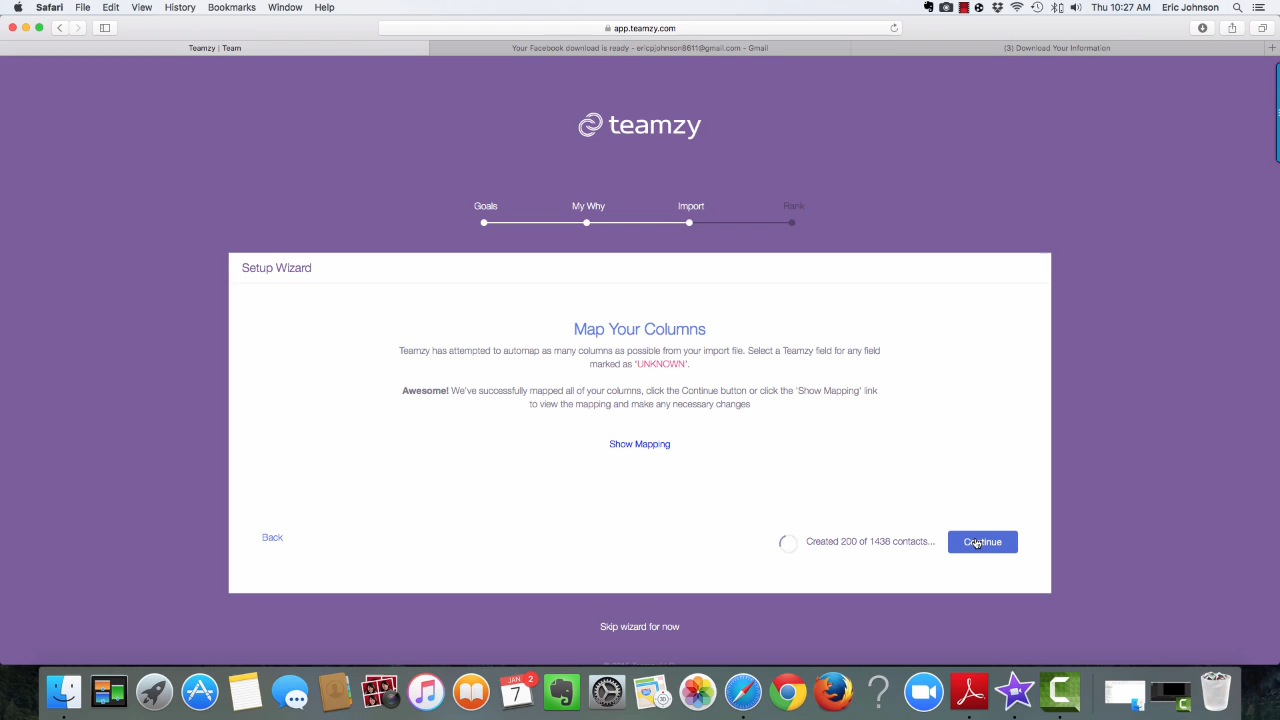 Safari File Edit View History Bookmarks Window Help Thu 10:27 AM Eric Johnson
app.teamzy.com
Teamzy | Team Your Facebook download is ready - ericpjohnson8611@gmail.com - Gmail (3) Download Your Information
teamzy
Goals My Why Import Rank
Setup Wizard
Map Your Columns
Teamzy has attempted to automap as many columns as possible from your import file. Select a Teamzy field for any field
marked as 'UNKNOWN'.
Awesome! We've successfully mapped all of your columns, click the Continue button or click the 'Show Mapping' link
to view the mapping and make any necessary changes
Show Mapping
Back Created 200 of 1438 contacts... Continue
Skip wizard for now
JAN 2
7
30